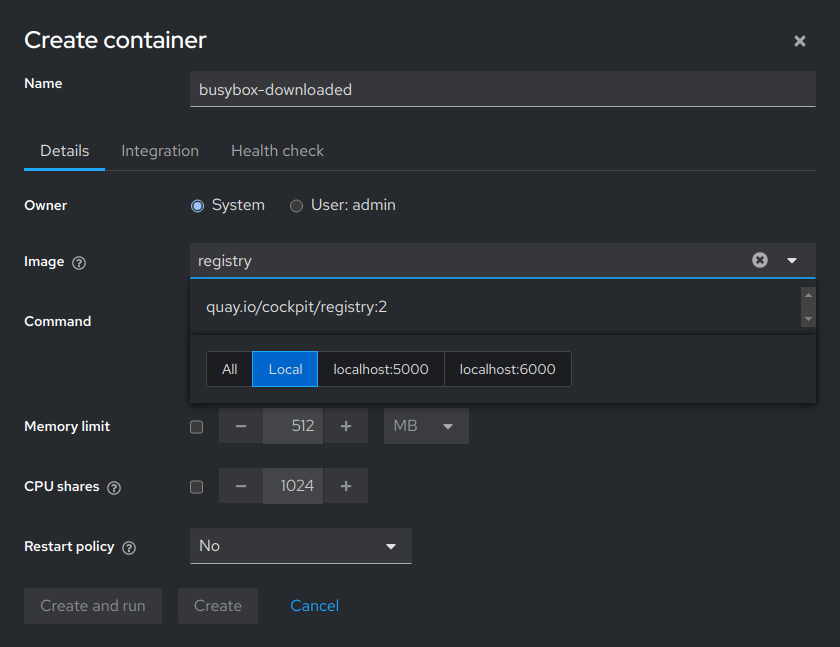 Create container
Name
busybox-downloaded
Details Integration Health check
Owner
System User: admin
Image
registry
quay.io/cockpit/registry:2
Command
All Local localhost:5000 localhost:6000
Memory limit
512 MB
CPU shares
1024
Restart policy
No
Create and run Create Cancel